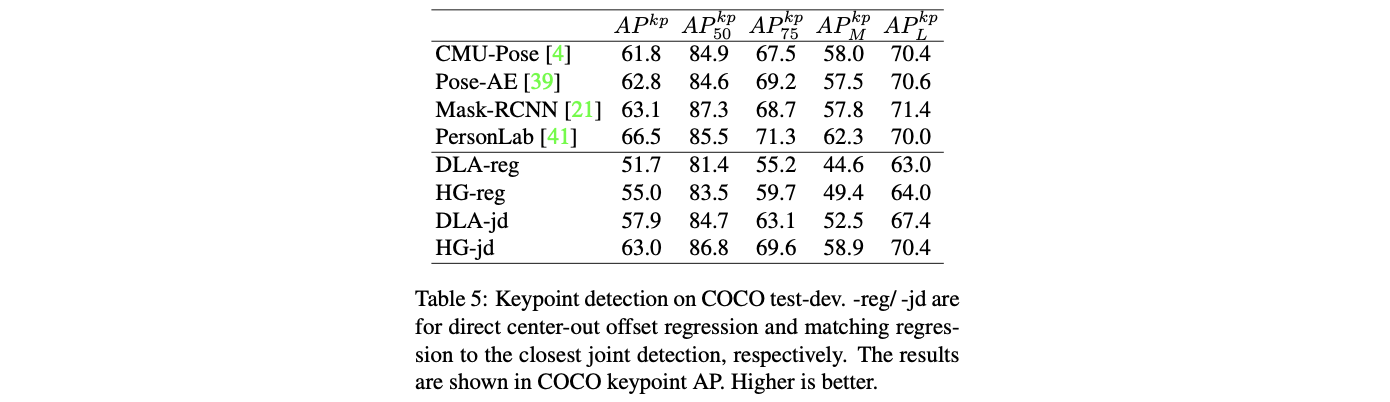 AP^kp AP^kp_50 AP^kp_75 AP^kp_M AP^kp_L
CMU-Pose [4] 61.8 84.9 67.5 58.0 70.4
Pose-AE [39] 62.8 84.6 69.2 57.5 70.6
Mask-RCNN [21] 63.1 87.3 68.7 57.8 71.4
PersonLab [41] 66.5 85.5 71.3 62.3 70.0
DLA-reg 51.7 81.4 55.2 44.6 63.0
HG-reg 55.0 83.5 59.7 49.4 64.0
DLA-jd 57.9 84.7 63.1 52.5 67.4
HG-jd 63.0 86.8 69.6 58.9 70.4
Table 5: Keypoint detection on COCO test-dev. -reg/ -jd are
for direct center-out offset regression and matching regres-
sion to the closest joint detection, respectively. The results
are shown in COCO keypoint AP. Higher is better.